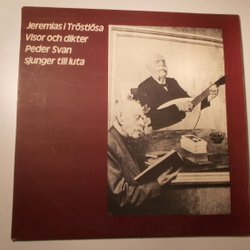 Jeremias i Tröstlösa
Visor och dikter
Peder Svan
sjunger till luta